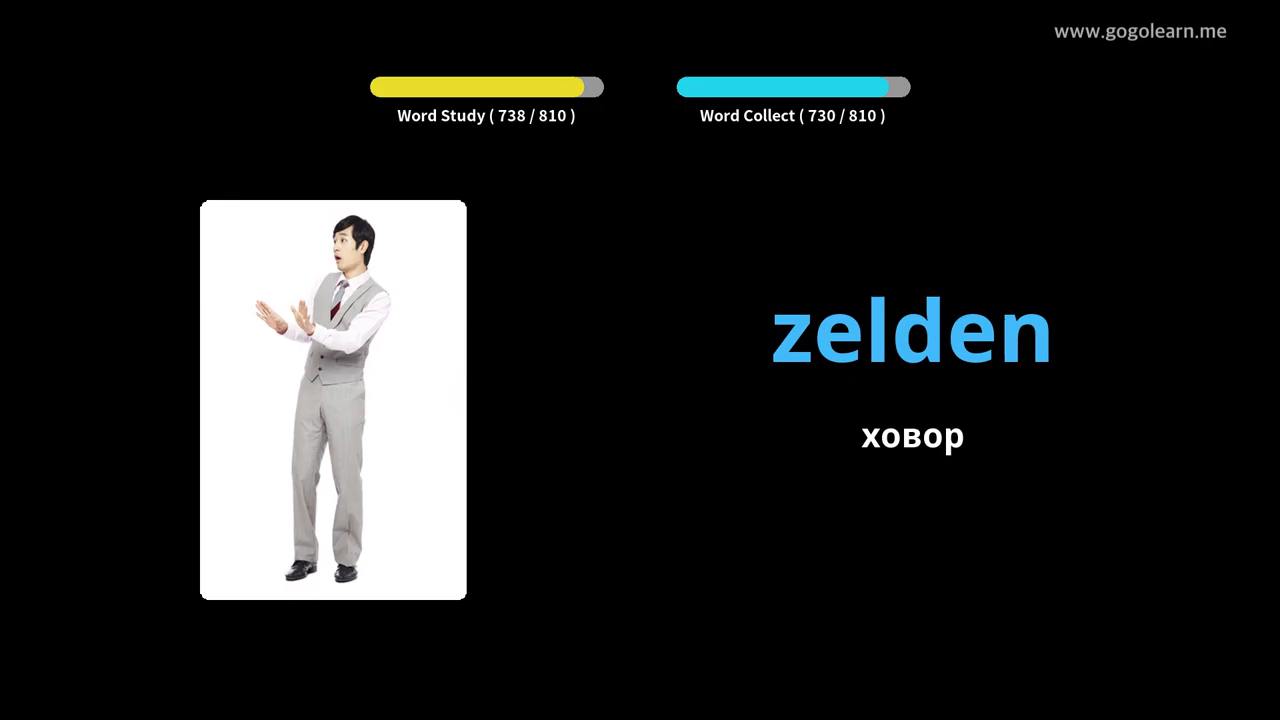 www.gogolearn.me
Word Study ( 738 / 810 )
Word Collect ( 730 / 810 )
zelden
ховор